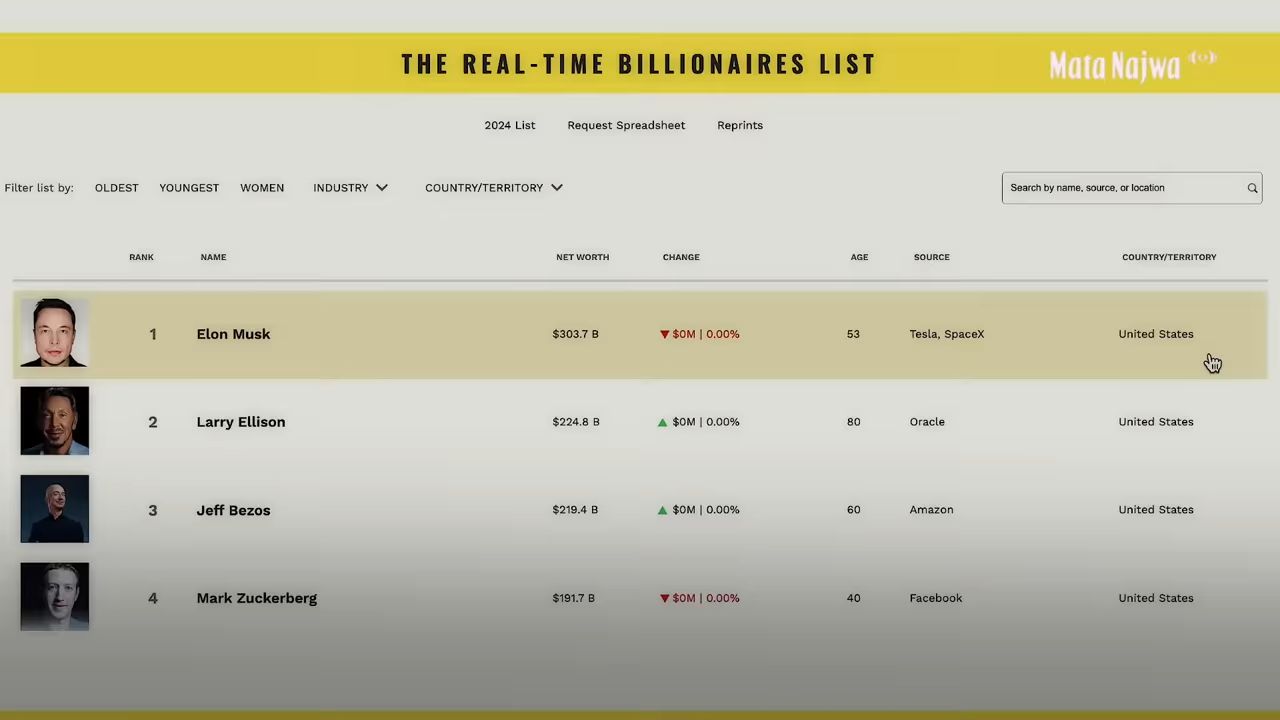 THE REAL-TIME BILLIONAIRES LIST
Mata Najwa
2024 List Request Spreadsheet Reprints
Filter list by: OLDEST YOUNGEST WOMEN INDUSTRY COUNTRY/TERRITORY Search by name, source, or location
RANK NAME NET WORTH CHANGE AGE SOURCE COUNTRY/TERRITORY
1 Elon Musk $303.7 B $0M | 0.00% 53 Tesla, SpaceX United States
2 Larry Ellison $224.8 B $0M | 0.00% 80 Oracle United States
3 Jeff Bezos $219.4 B $0M | 0.00% 60 Amazon United States
4 Mark Zuckerberg $191.7 B $0M | 0.00% 40 Facebook United States